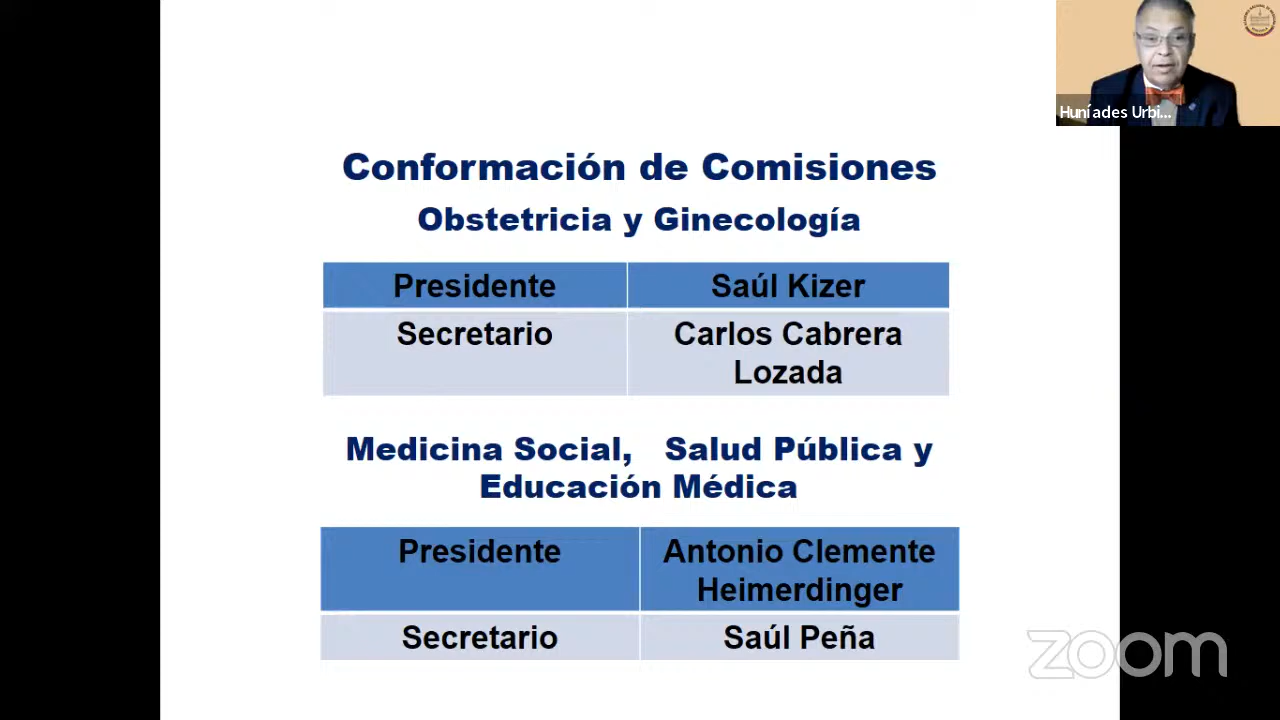 Huníades Urbi...
Conformación de Comisiones
Obstetricia y Ginecología
Presidente Saúl Kizer
Secretario Carlos Cabrera
Lozada
Medicina Social, Salud Pública y
Educación Médica
Presidente Antonio Clemente
Heimerdinger
Secretario Saúl Peña
zoom